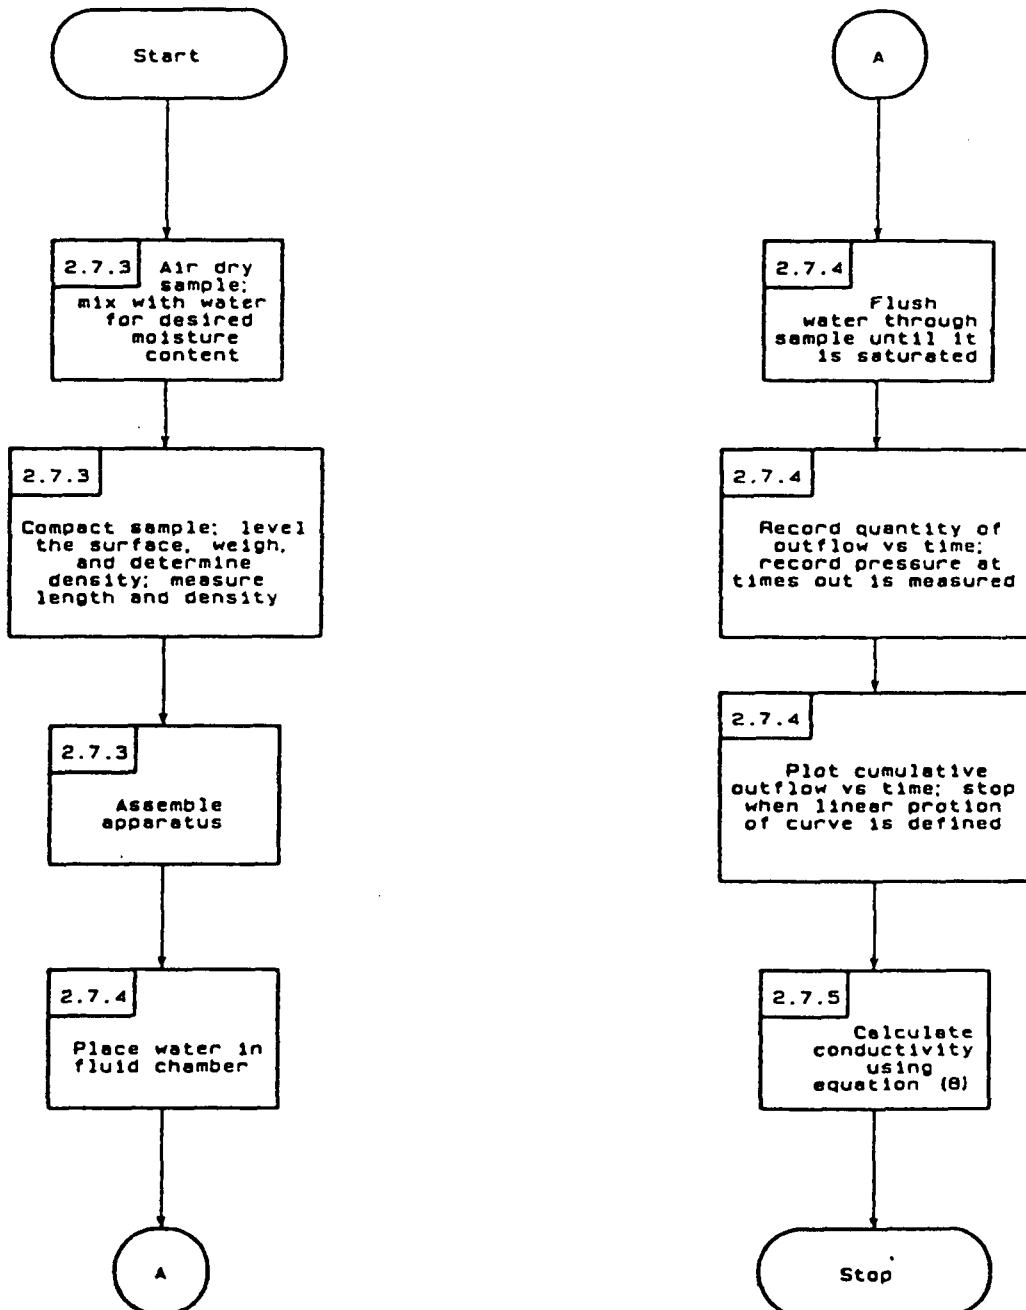 Start
2.7.3 Air dry
sample;
mix with water
for desired
moisture
content
2.7.3
Compact sample; level
the surface, weigh,
and determine
density; measure
length and density
2.7.3
Assemble
apparatus
2.7.4
Place water in
fluid chamber
A
A
2.7.4
Flush
water through
sample until it
is saturated
2.7.4
Record quantity of
outflow vs time;
record pressure at
times out is measured
2.7.4
Plot cumulative
outflow vs time; stop
when linear protion
of curve is defined
2.7.5
Calculate
conductivity
using
equation (8)
Stop